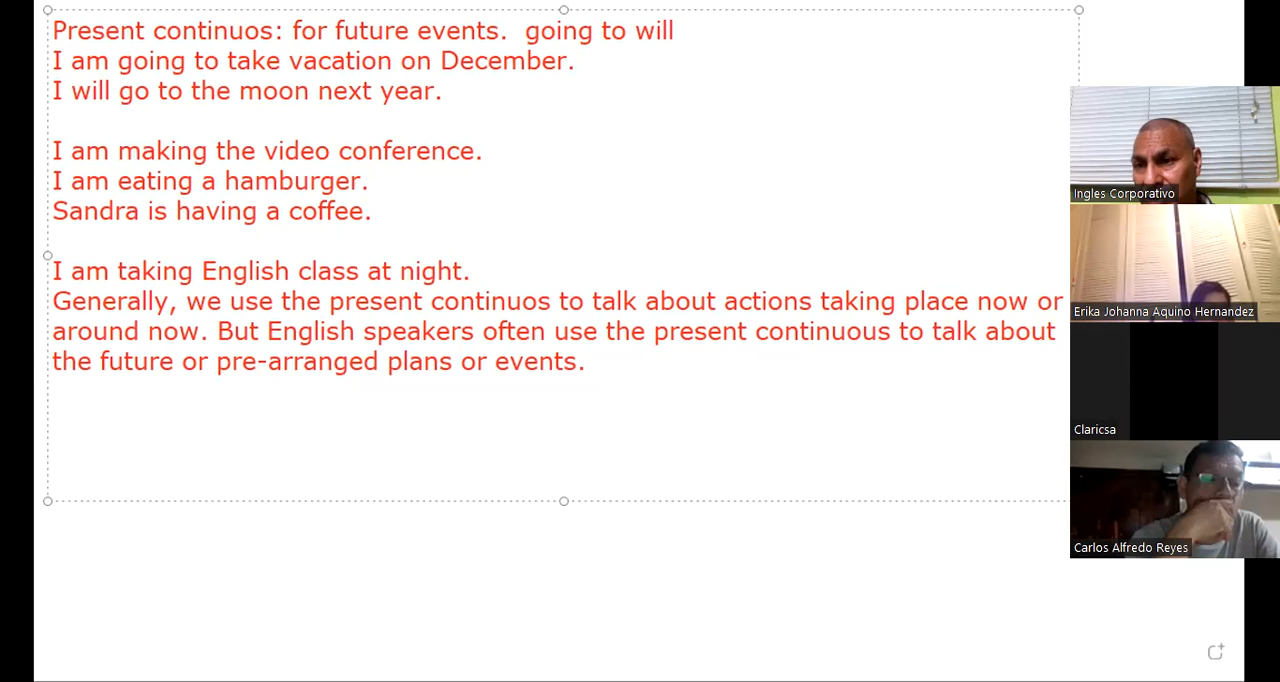 Present continuos: for future events.  going to will
I am going to take vacation on December.
I will go to the moon next year.
I am making the video conference.
I am eating a hamburger.
Sandra is having a coffee.
I am taking English class at night.
Generally, we use the present continuos to talk about actions taking place now or
around now. But English speakers often use the present continuous to talk about
the future or pre-arranged plans or events.
Ingles Corporativo
Erika Johanna Aquino Hernandez
Claricsa
Carlos Alfredo Reyes